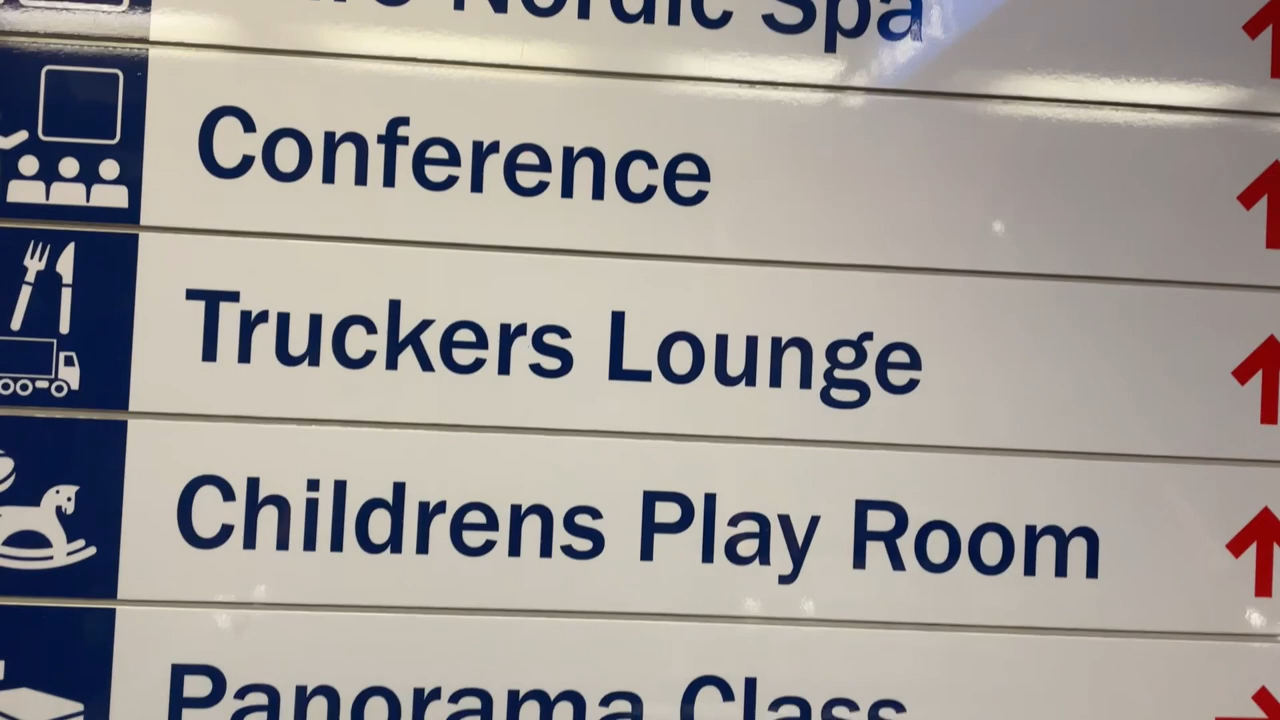 Nordic Spa
Conference
Truckers Lounge
Childrens Play Room
Panorama Class